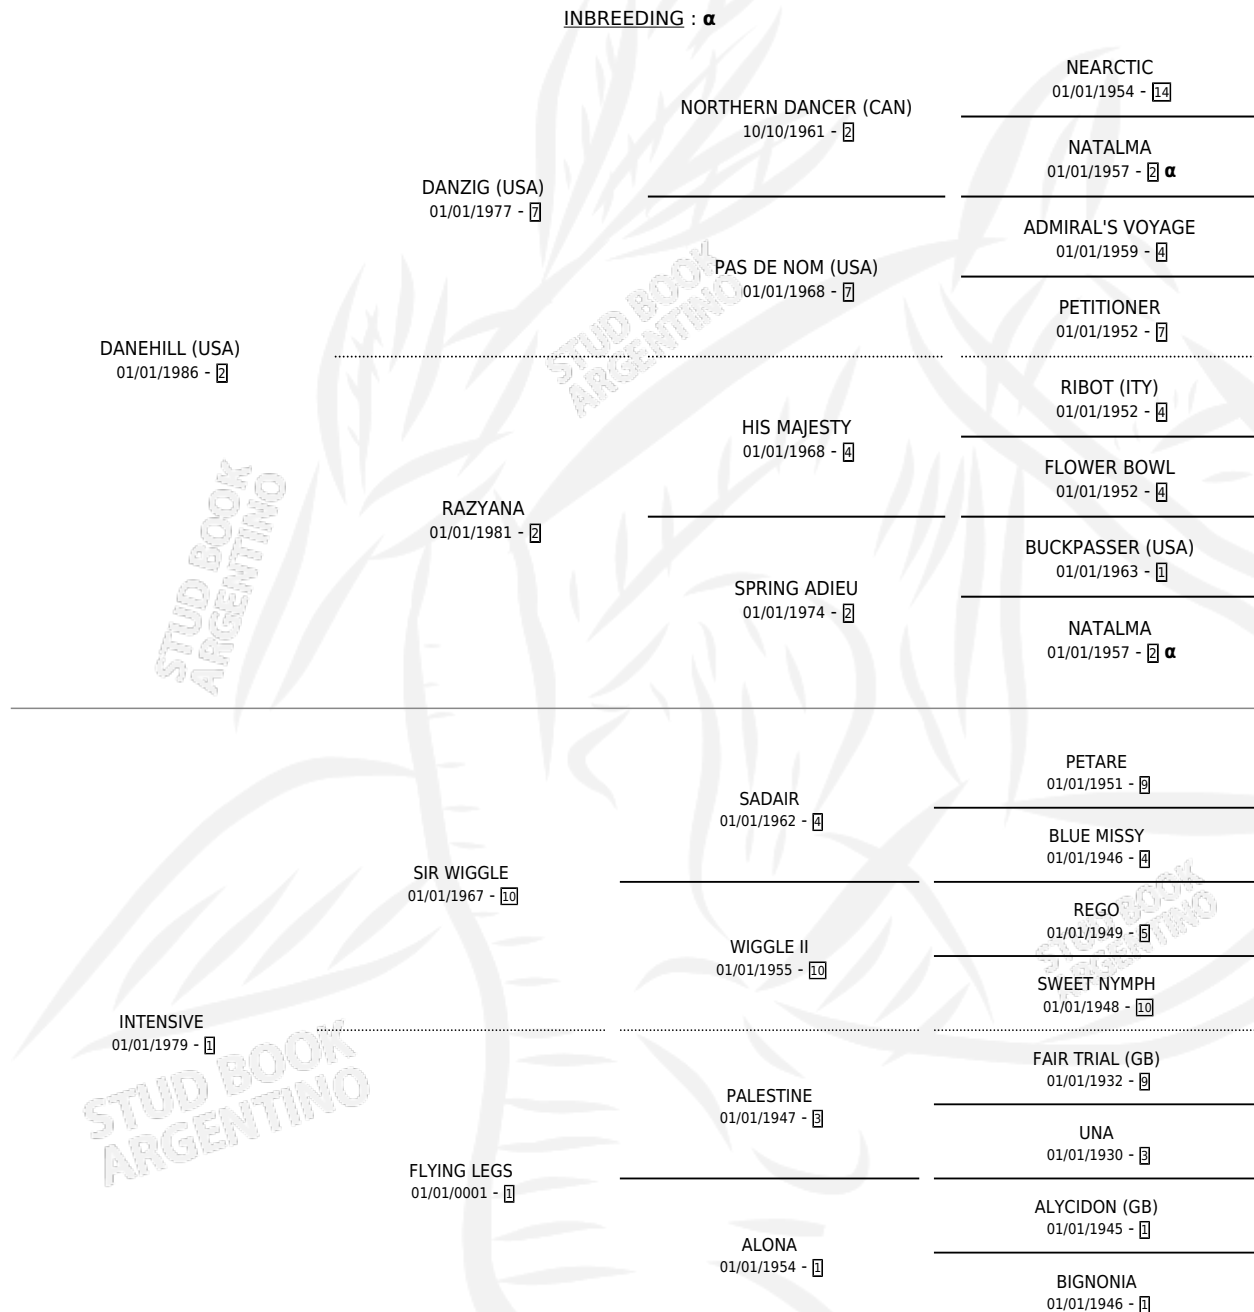 INBREEDING : α
NEARCTIC
01/01/1954 - 14
NORTHERN DANCER (CAN)
10/10/1961 - 2
NATALMA
01/01/1957 - 2 α
DANZIG (USA)
01/01/1977 - 7
ADMIRAL'S VOYAGE
01/01/1959 - 4
PAS DE NOM (USA)
01/01/1968 - 7
PETITIONER
01/01/1952 - 7
DANEHILL (USA)
01/01/1986 - 2
RIBOT (ITY)
01/01/1952 - 4
HIS MAJESTY
01/01/1968 - 4
FLOWER BOWL
01/01/1952 - 4
RAZYANA
01/01/1981 - 2
BUCKPASSER (USA)
01/01/1963 - 1
SPRING ADIEU
01/01/1974 - 2
NATALMA
01/01/1957 - 2 α
STUD BOOK
ARGENTINO
STUD BOOK
ARGENTINO
PETARE
01/01/1951 - 9
SADAIR
01/01/1962 - 4
BLUE MISSY
01/01/1946 - 4
SIR WIGGLE
01/01/1967 - 10
REGO
01/01/1949 - 5
WIGGLE II
01/01/1955 - 10
SWEET NYMPH
01/01/1948 - 10
INTENSIVE
01/01/1979 - 1
FAIR TRIAL (GB)
01/01/1932 - 9
PALESTINE
01/01/1947 - 3
UNA
01/01/1930 - 3
FLYING LEGS
01/01/0001 - 1
ALYCIDON (GB)
01/01/1945 - 1
ALONA
01/01/1954 - 1
BIGNONIA
01/01/1946 - 1
STUD BOOK
ARGENTINO
STUD BOOK
ARGENTINO